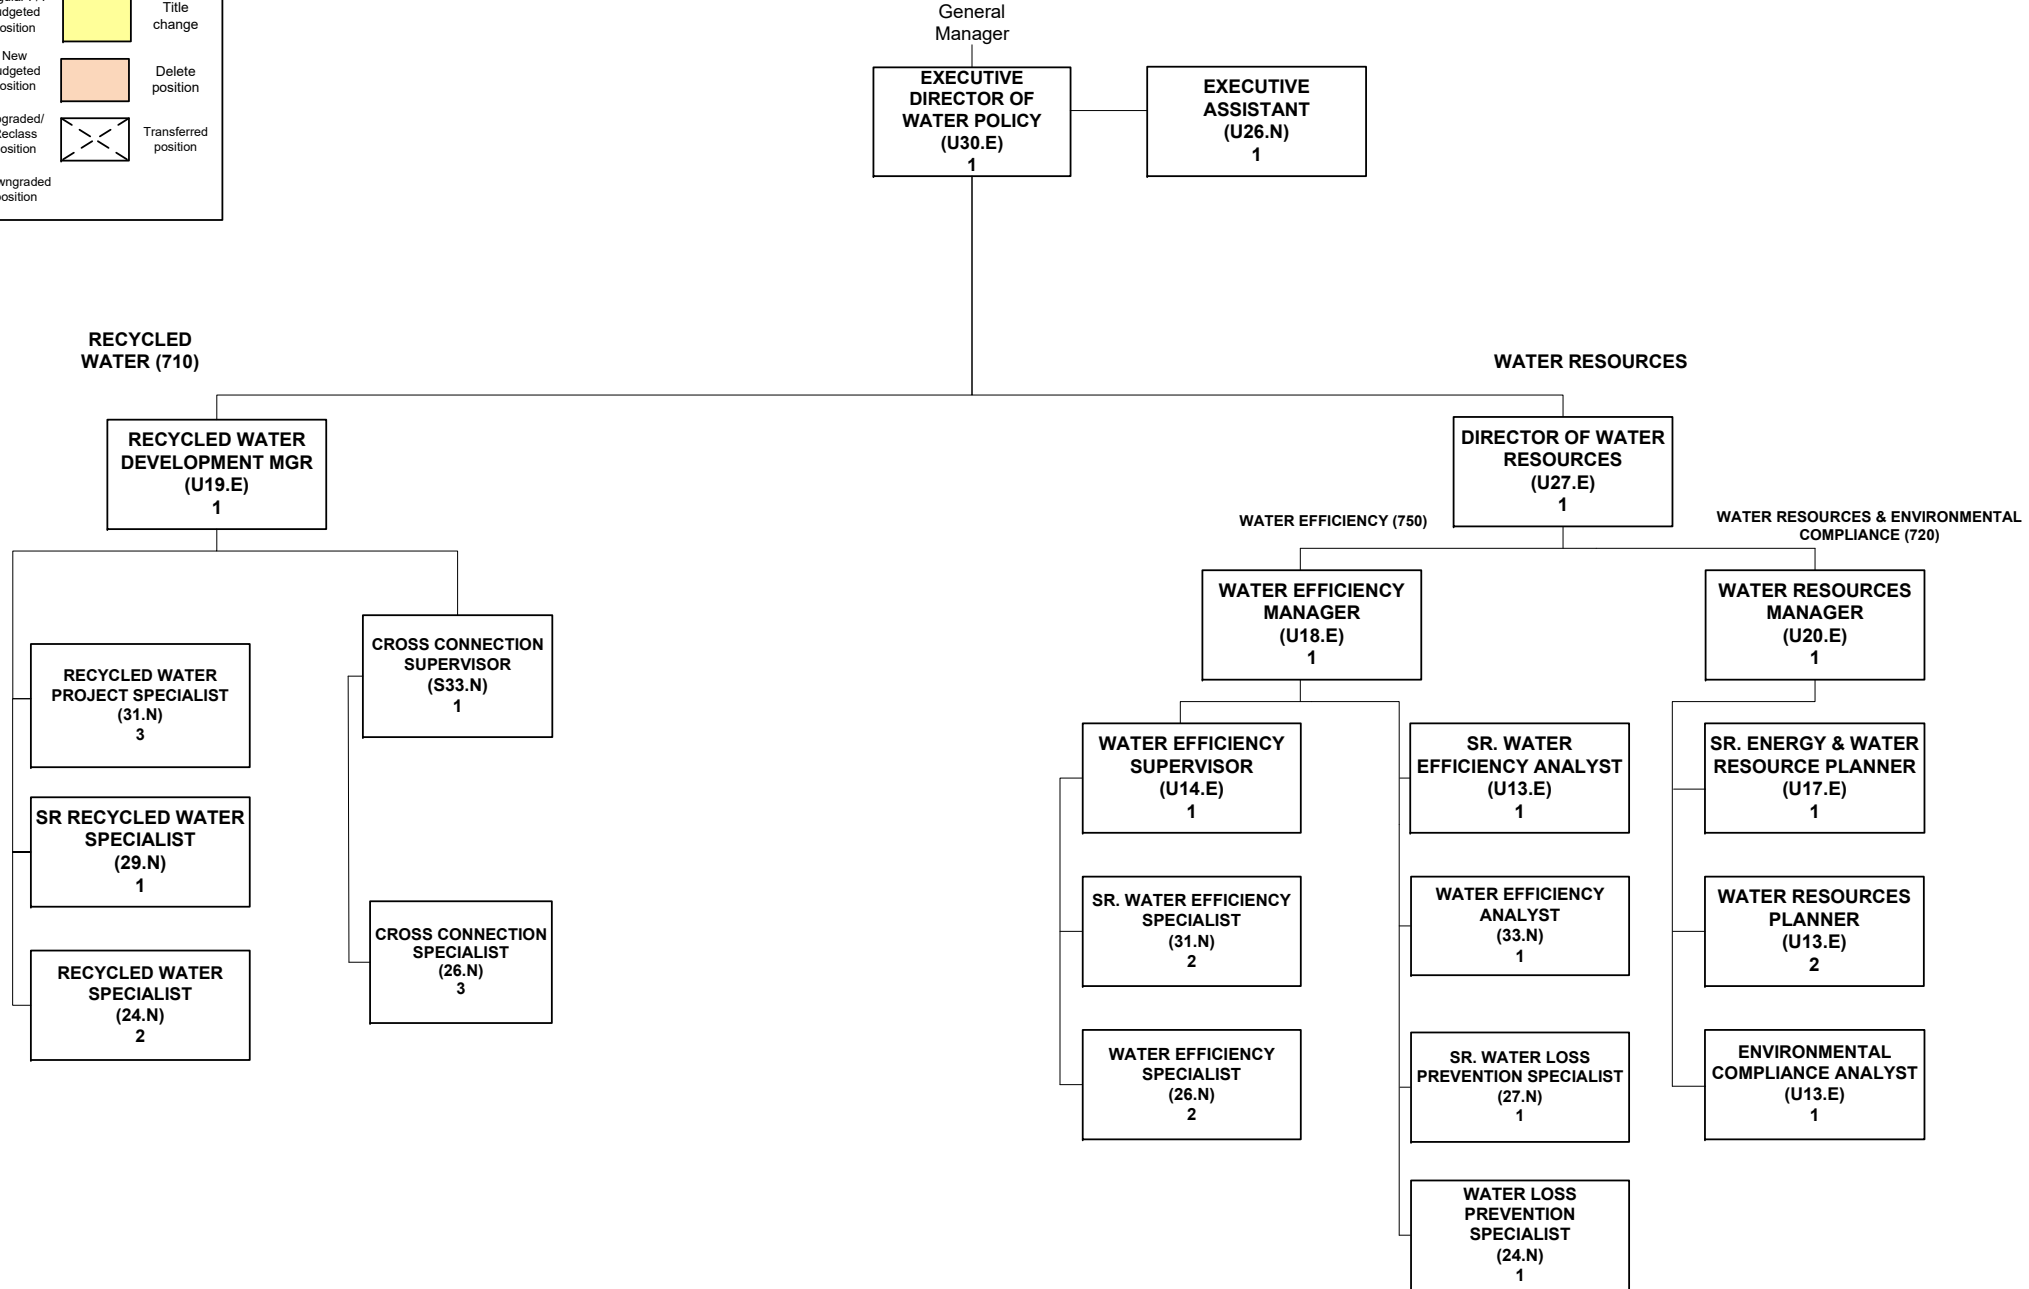 Title
change
New
Delete
position
Transferred
position
General
Manager
EXECUTIVE
DIRECTOR OF
WATER POLICY
(U30.E)
1
EXECUTIVE
ASSISTANT
(U26.N)
1
RECYCLED
WATER (710)
WATER RESOURCES
RECYCLED WATER
DEVELOPMENT MGR
(U19.E)
1
DIRECTOR OF WATER
RESOURCES
(U27.E)
1
WATER EFFICIENCY (750)
WATER RESOURCES & ENVIRONMENTAL
COMPLIANCE (720)
WATER EFFICIENCY
MANAGER
(U18.E)
1
WATER RESOURCES
MANAGER
(U20.E)
1
RECYCLED WATER
PROJECT SPECIALIST
(31.N)
3
CROSS CONNECTION
SUPERVISOR
(S33.N)
1
SR RECYCLED WATER
SPECIALIST
(29.N)
1
CROSS CONNECTION
SPECIALIST
(26.N)
3
RECYCLED WATER
SPECIALIST
(24.N)
2
WATER EFFICIENCY
SUPERVISOR
(U14.E)
1
SR. WATER
EFFICIENCY ANALYST
(U13.E)
1
SR. ENERGY & WATER
RESOURCE PLANNER
(U17.E)
1
SR. WATER EFFICIENCY
SPECIALIST
(31.N)
2
WATER EFFICIENCY
ANALYST
(33.N)
1
WATER RESOURCES
PLANNER
(U13.E)
2
WATER EFFICIENCY
SPECIALIST
(26.N)
2
SR. WATER LOSS
PREVENTION SPECIALIST
(27.N)
1
ENVIRONMENTAL
COMPLIANCE ANALYST
(U13.E)
1
WATER LOSS
PREVENTION
SPECIALIST
(24.N)
1